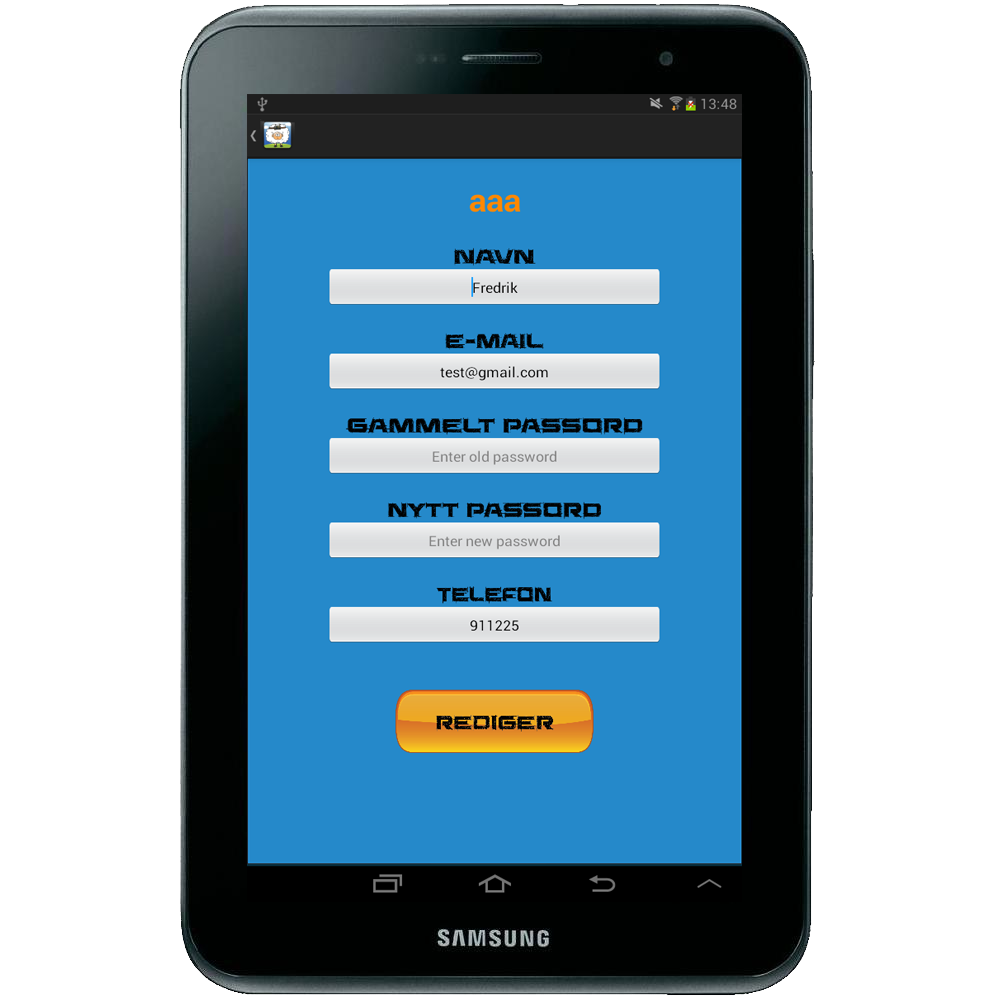 13:48
aaa
NAVN
Fredrik
E-MAIL
test@gmail.com
GAMMELT PASSORD
Enter old password
NYTT PASSORD
Enter new password
TELEFON
911225
REDIGER
SAMSUNG